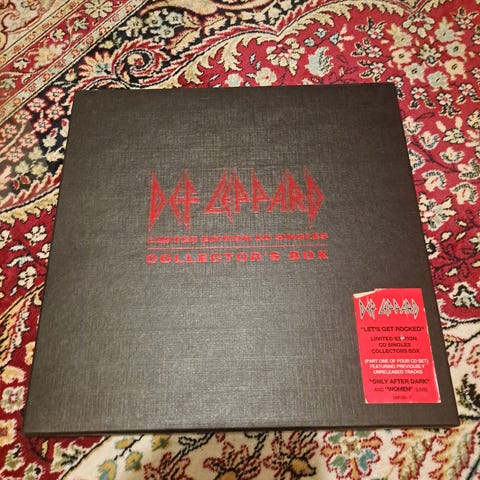 DEF LEPPARD
LIMITED EDITION CD SINGLES
COLLECTOR'S BOX
DEF LEPPARD
"LET'S GET ROCKED"
LIMITED EDITION
CD SINGLES
COLLECTORS BOX
(PART ONE OF FOUR CD SET)
FEATURING PREVIOUSLY
UNRELEASED TRACKS
"ONLY AFTER DARK"
AND "WOMEN" (LIVE)